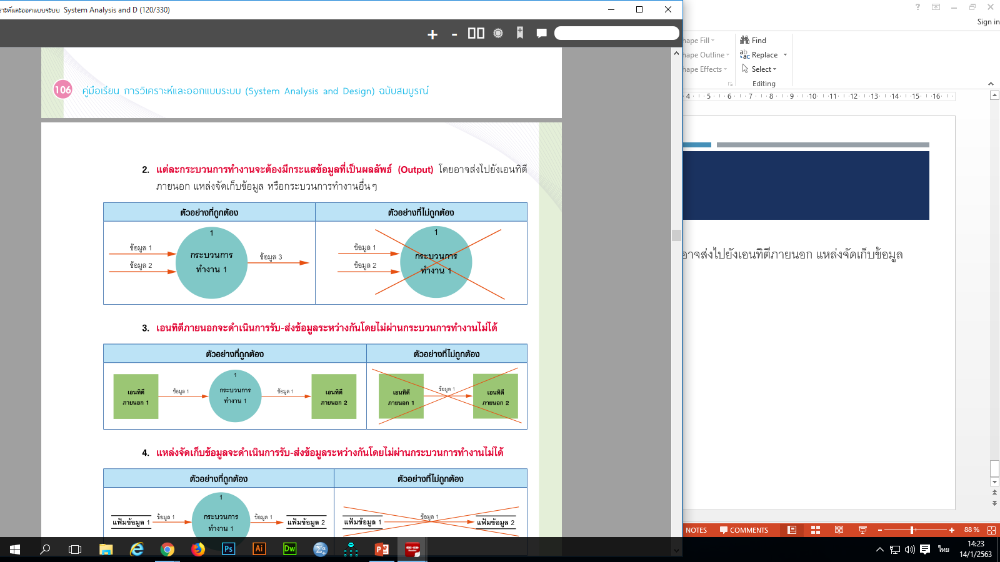 ราะห์และออกแบบระบบ System Analysis and D (120/330)
Sign in
hape Fill
hape Outline
hape Effects
Find
Replace
Select
Editing
4 5 6 7 8 9 10 11 12 13 14 15 16
106 คู่มือเรียน การวิเคราะห์และออกแบบระบบ (System Analysis and Design) ฉบับสมบูรณ์
2. แต่ละกระบวนการทำงานจะต้องมีกระแสข้อมูลที่เป็นผลลัพธ์ (Output) โดยอาจส่งไปยังเอนทิตี
ภายนอก แหล่งจัดเก็บข้อมูล หรือกระบวนการทำงานอื่นๆ
ตัวอย่างที่ถูกต้อง
ตัวอย่างที่ไม่ถูกต้อง
ข้อมูล 1
ข้อมูล 2
1
กระบวนการ
ทำงาน 1
ข้อมูล 3
ข้อมูล 1
ข้อมูล 2
1
กระบวนการ
ทำงาน 1
3. เอนทิตีภายนอกจะดำเนินการรับ-ส่งข้อมูลระหว่างกันโดยไม่ผ่านกระบวนการทำงานไม่ได้
ตัวอย่างที่ถูกต้อง
ตัวอย่างที่ไม่ถูกต้อง
เอนทิตี
ภายนอก 1
ข้อมูล 1
1
กระบวนการ
ทำงาน 1
ข้อมูล 1
เอนทิตี
ภายนอก 2
เอนทิตี
ภายนอก 1
ข้อมูล 1
เอนทิตี
ภายนอก 2
4. แหล่งจัดเก็บข้อมูลจะดำเนินการรับ-ส่งข้อมูลระหว่างกันโดยไม่ผ่านกระบวนการทำงานไม่ได้
ตัวอย่างที่ถูกต้อง
ตัวอย่างที่ไม่ถูกต้อง
แฟ้มข้อมูล 1
ข้อมูล 1
1
กระบวนการ
ทำงาน 1
ข้อมูล 1
แฟ้มข้อมูล 2
แฟ้มข้อมูล 1
ข้อมูล 1
แฟ้มข้อมูล 2
อาจส่งไปยังเอนทิตีภายนอก แหล่งจัดเก็บข้อมูล
NOTES
COMMENTS
88 %
Ps
Ai
Dw
ไทย
14:23
14/1/2563